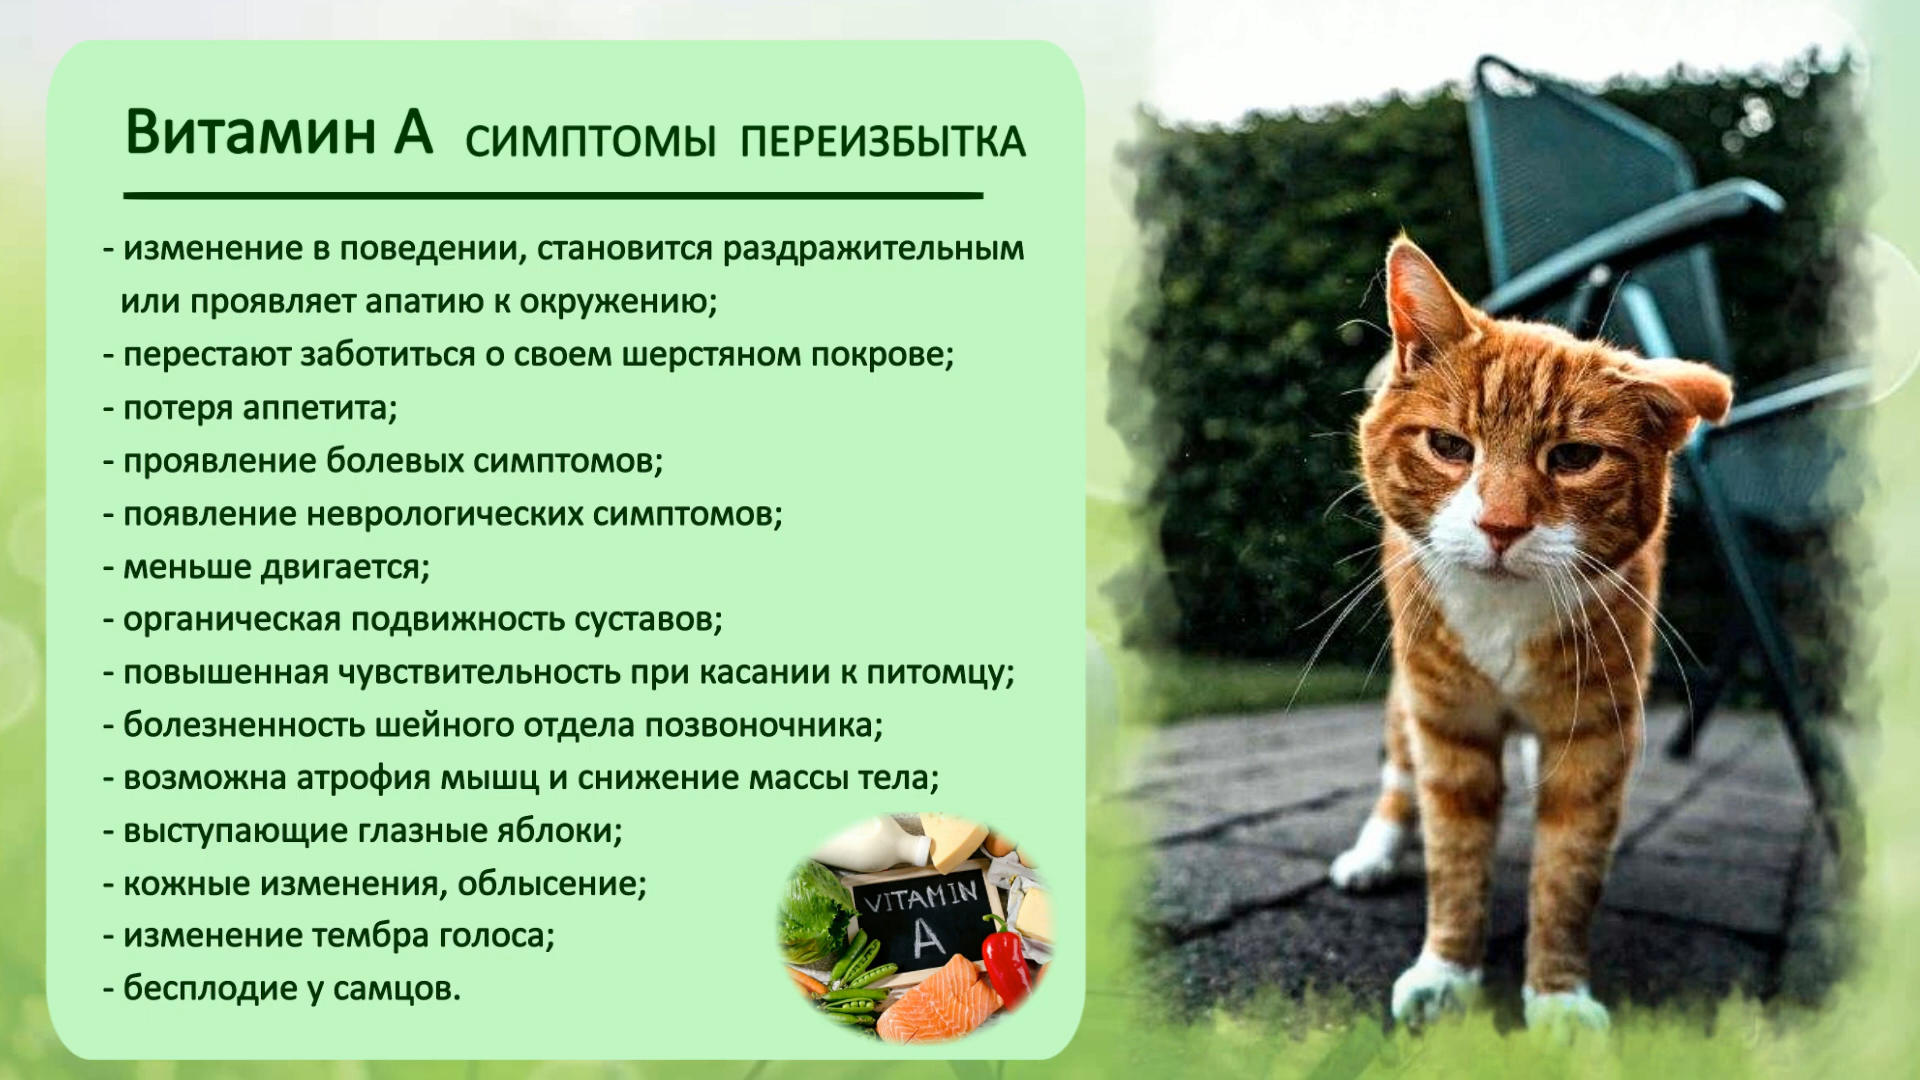 Витамин А СИМПТОМЫ ПЕРЕИЗБЫТКА
- изменение в поведении, становится раздражительным
или проявляет апатию к окружению;
- перестают заботиться о своем шерстяном покрове;
- потеря аппетита;
- проявление болевых симптомов;
- появление неврологических симптомов;
- меньше двигается;
- органическая подвижность суставов;
- повышенная чувствительность при касании к питомцу;
- болезненность шейного отдела позвоночника;
- возможна атрофия мышц и снижение массы тела;
- выступающие глазные яблоки;
- кожные изменения, облысение;
- изменение тембра голоса;
- бесплодие у самцов.
VITAMIN
A